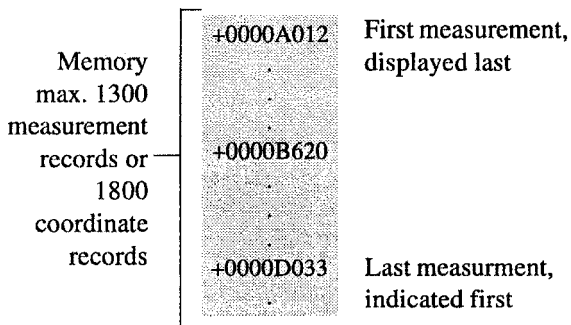 Memory
max. 1300
measurement
records or
1800
coordinate
records
+0000A012
.
.
.
+0000B620
.
.
.
+0000D033
.
First measurement,
displayed last
Last measurment,
indicated first